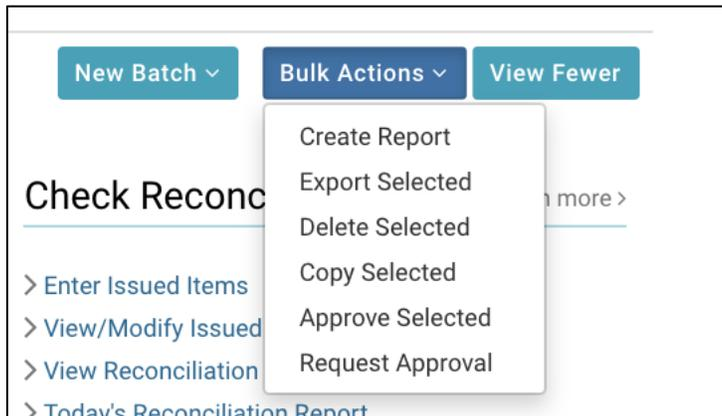 New Batch Bulk Actions View Fewer
Create Report
Export Selected
Delete Selected
Copy Selected
Approve Selected
Request Approval
Check more >
> Enter Issued Items
> View/Modify Issued
> View Reconciliation
> Today's Reconciliation Report